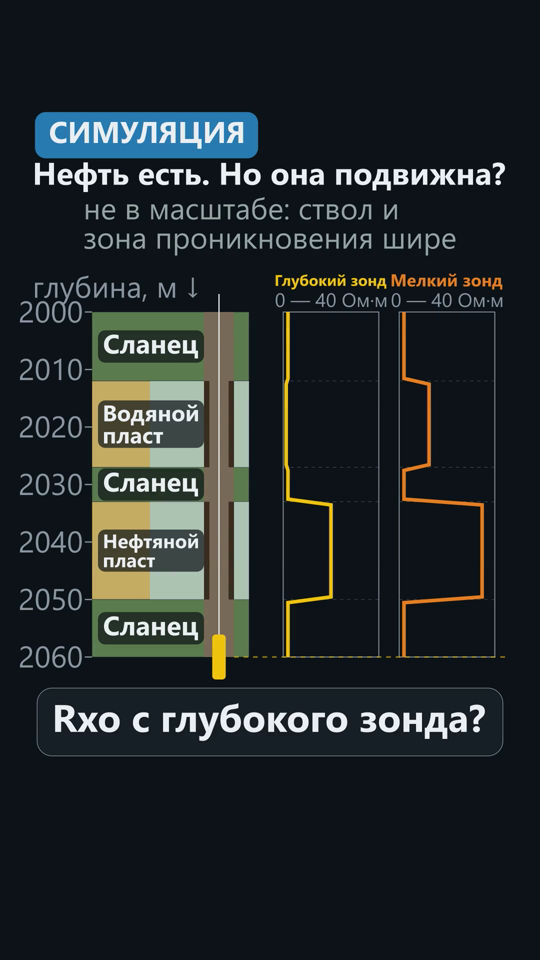 СИМУЛЯЦИЯ
Нефть есть. Но она подвижна?
не в масштабе: ствол и
зона проникновения шире
глубина, м ↓
Глубокий зонд
0 — 40 Ом·м
Мелкий зонд
0 — 40 Ом·м
2000
Сланец
2010
Водяной
пласт
2020
2030
Сланец
2040
Нефтяной
пласт
2050
Сланец
2060
Rxo с глубокого зонда?